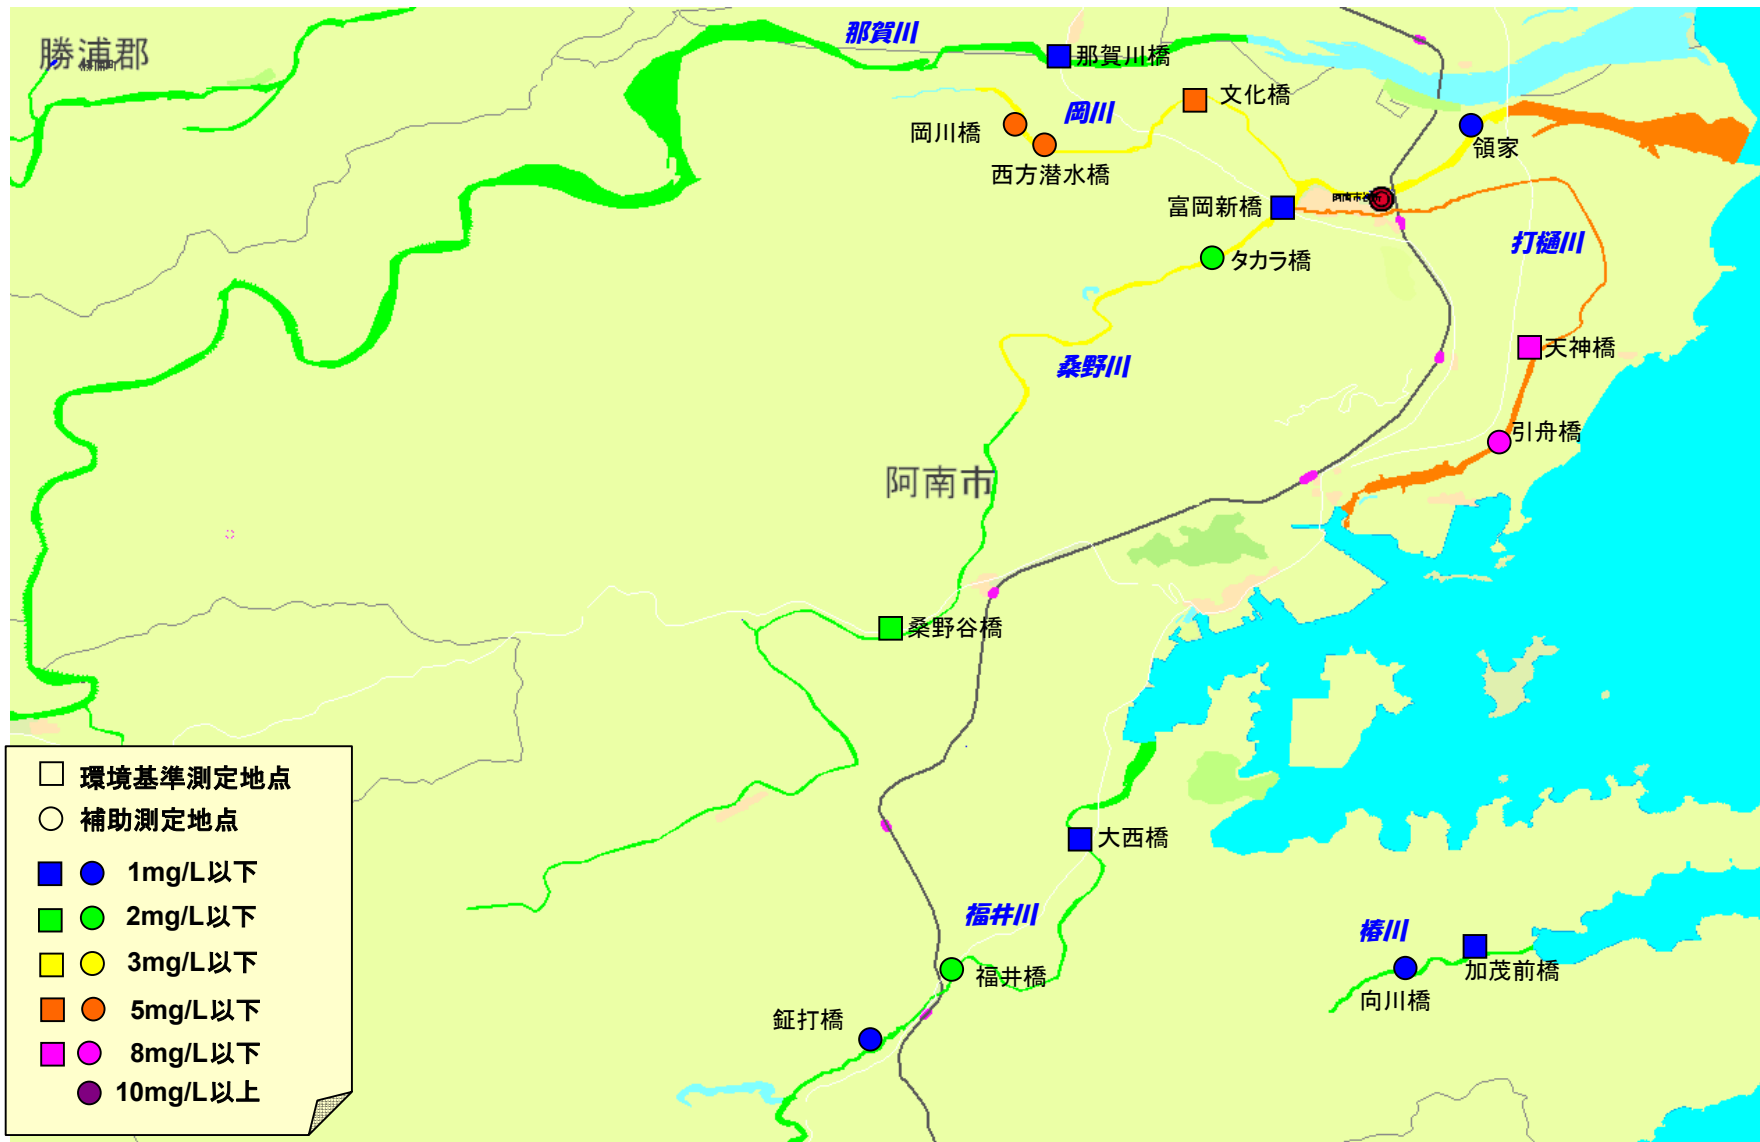 勝浦郡
那賀川
那賀川橋
文化橋
岡川
岡川橋
西方潜水橋
領家
富岡新橋
阿南市役所
タカラ橋
打樋川
天神橋
桑野川
引舟橋
阿南市
桑野谷橋
大西橋
福井川
福井橋
鉦打橋
椿川
加茂前橋
向川橋
環境基準測定地点
補助測定地点
1mg/L以下
2mg/L以下
3mg/L以下
5mg/L以下
8mg/L以下
10mg/L以上